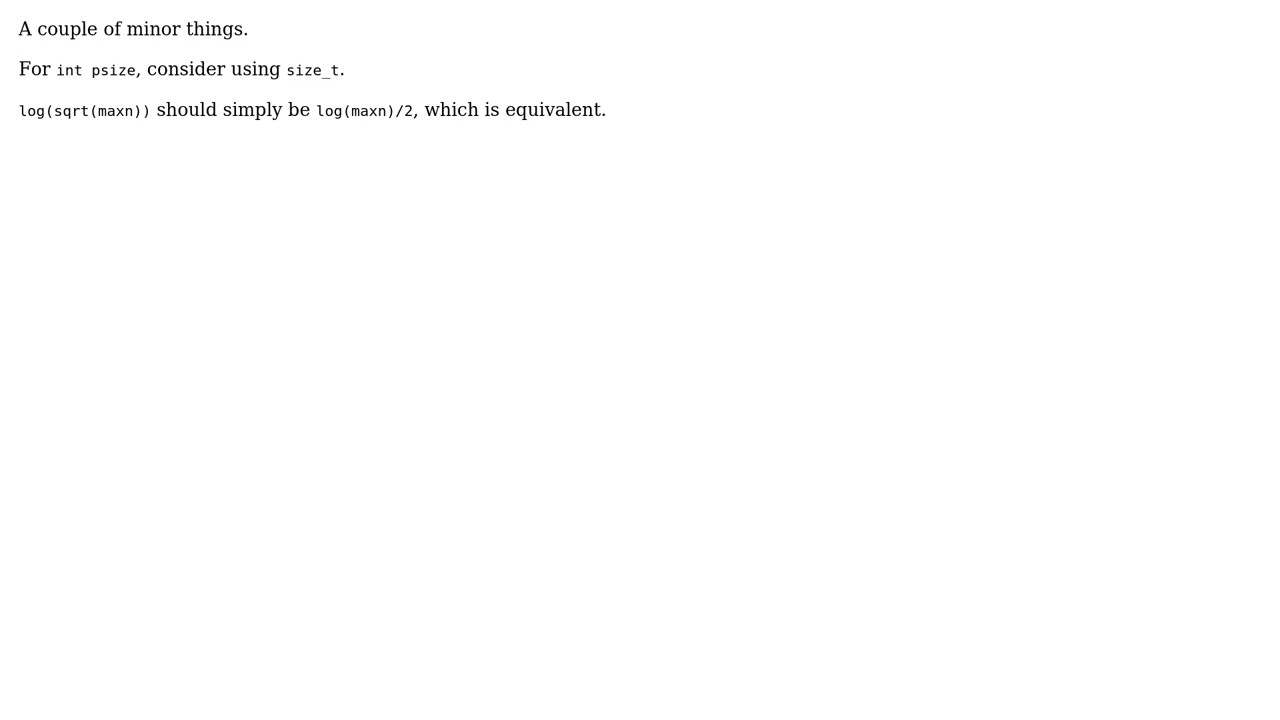 A couple of minor things.
For int psize, consider using size_t.
log(sqrt(maxn)) should simply be log(maxn)/2, which is equivalent.